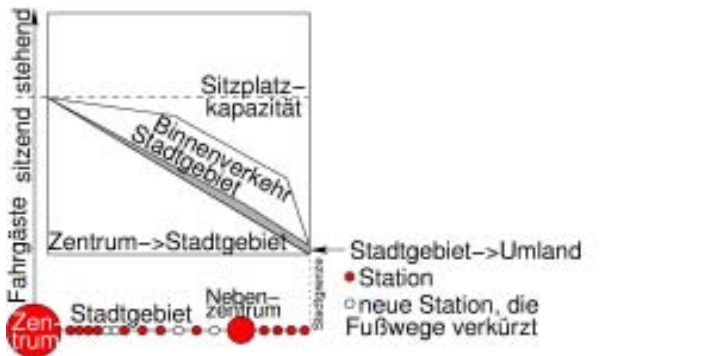 Fahrgäste sitzend stehend
Sitzplatz-
kapazität
Binnenverkehr
Stadtgebiet
Zentrum->Stadtgebiet
Stadtgebiet->Umland
Stadtgrenze
Station
neue Station, die
Fußwege verkürzt
Zen-
trum
Stadtgebiet
Neben-
zentrum